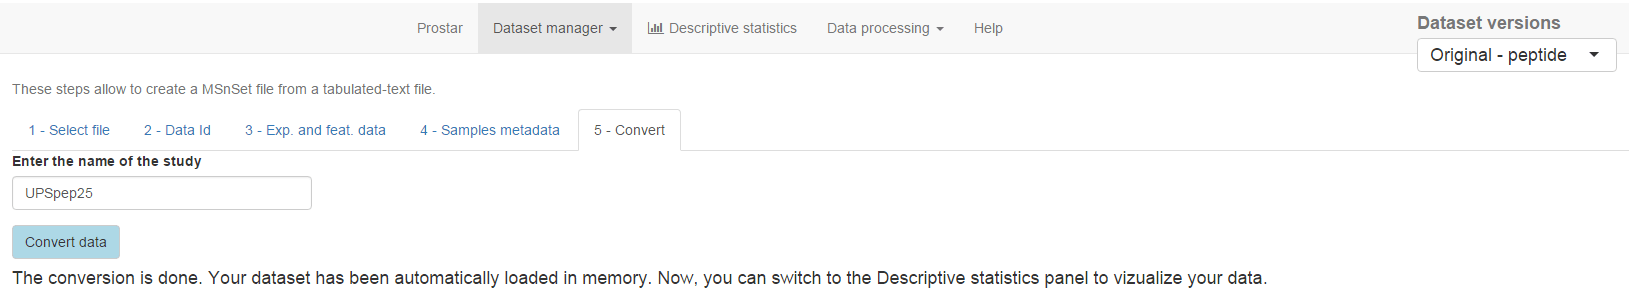 Prostar Dataset manager Descriptive statistics Data processing Help
Dataset versions
Original - peptide
These steps allow to create a MSnSet file from a tabulated-text file.
1 - Select file 2 - Data Id 3 - Exp. and feat. data 4 - Samples metadata 5 - Convert
Enter the name of the study
UPSpep25
Convert data
The conversion is done. Your dataset has been automatically loaded in memory. Now, you can switch to the Descriptive statistics panel to vizualize your data.